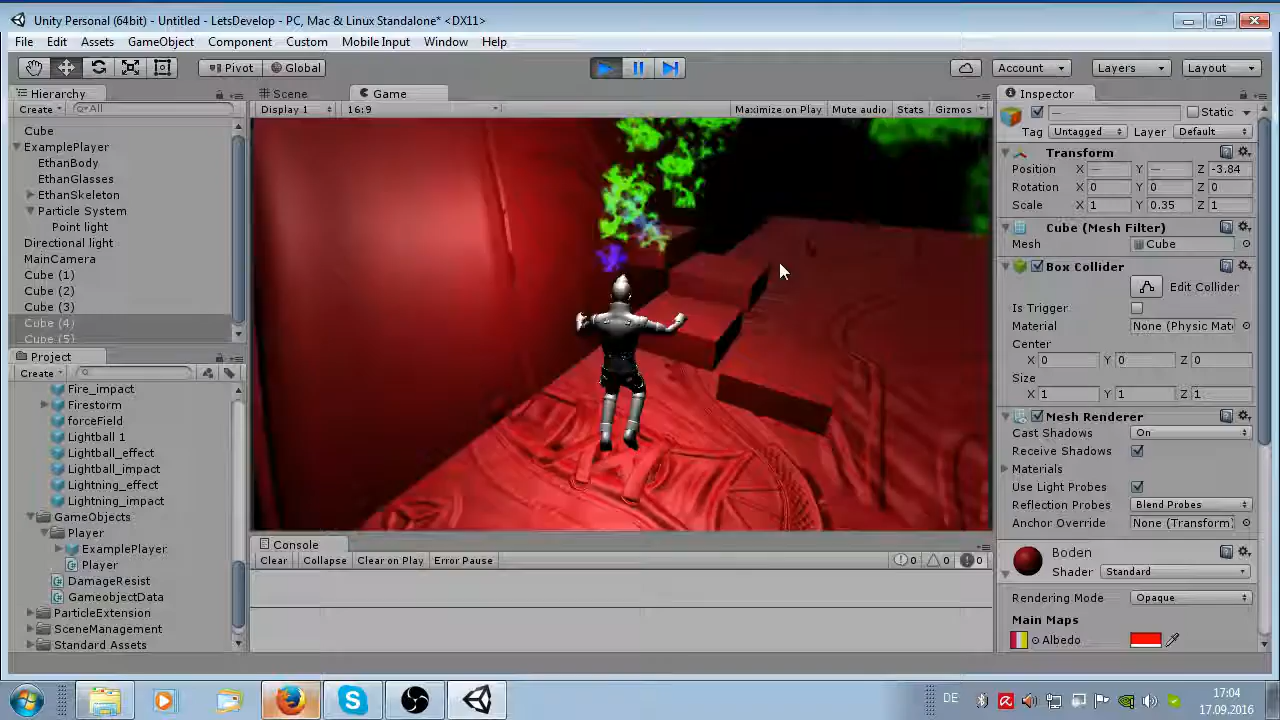 Unity Personal (64bit) - Untitled - LetsDevelop - PC, Mac & Linux Standalone* <DX11>
File Edit Assets GameObject Component Custom Mobile Input Window Help
Pivot Global Account Layers Layout
Hierarchy Scene Game Inspector
Create All Display 1 16:9 Maximize on Play Mute audio Stats Gizmos — Static
Cube
Tag Untagged Layer Default
ExamplePlayer
Transform
EthanBody
Position X — Y — Z -3.84
EthanGlasses
Rotation X 0 Y 0 Z 0
EthanSkeleton
Scale X 1 Y 0.35 Z 1
Particle System
Point light
Cube (Mesh Filter)
Directional light
Mesh Cube
MainCamera
Box Collider
Cube (1)
Edit Collider
Cube (2)
Is Trigger
Cube (3)
Material None (Physic Mate
Cube (4)
Center
Cube (5)
X 0 Y 0 Z 0
Project
Size
Create
X 1 Y 1 Z 1
Fire_impact
Mesh Renderer
Firestorm
Cast Shadows On
forceField
Receive Shadows
Lightball 1
Materials
Lightball_effect
Use Light Probes
Lightball_impact
Reflection Probes Blend Probes
Lightning_effect
Anchor Override None (Transform)
Lightning_impact
GameObjects
Boden
Player
Shader Standard
ExamplePlayer
Rendering Mode Opaque
Player
Main Maps
DamageResist
Albedo
GameobjectData
ParticleExtension
SceneManagement
Standard Assets
Console
Clear Collapse Clear on Play Error Pause 0 0 0
DE 17:04
17.09.2016